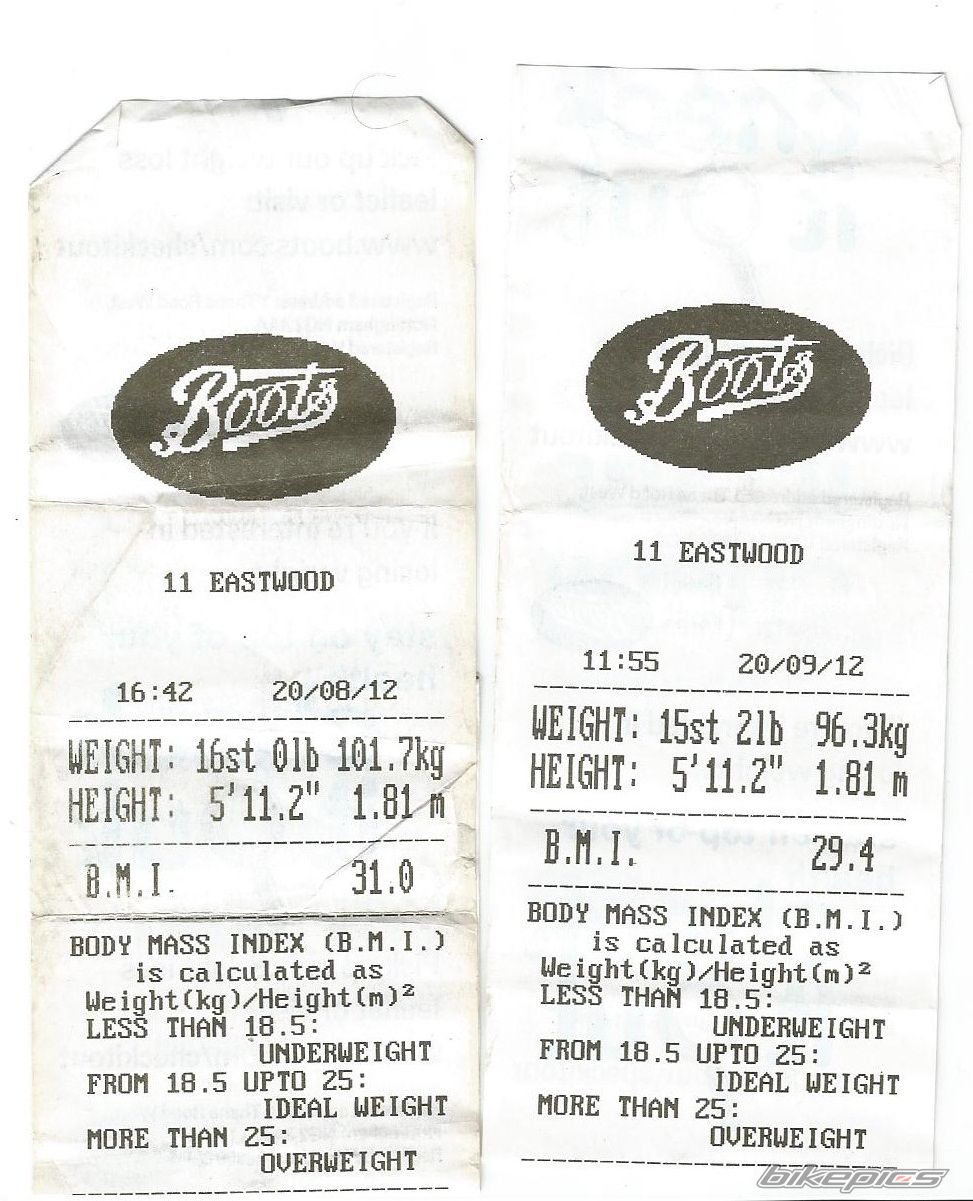 Boots
11 EASTWOOD
16:42 20/08/12
WEIGHT: 16st 0lb 101.7kg
HEIGHT: 5'11.2" 1.81 m
B.M.I. 31.0
BODY MASS INDEX (B.M.I.)
is calculated as
Weight(kg)/Height(m)²
LESS THAN 18.5:
UNDERWEIGHT
FROM 18.5 UPTO 25:
IDEAL WEIGHT
MORE THAN 25:
OVERWEIGHT
Boots
11 EASTWOOD
11:55 20/09/12
WEIGHT: 15st 2lb 96.3kg
HEIGHT: 5'11.2" 1.81 m
B.M.I. 29.4
BODY MASS INDEX (B.M.I.)
is calculated as
Weight(kg)/Height(m)²
LESS THAN 18.5:
UNDERWEIGHT
FROM 18.5 UPTO 25:
IDEAL WEIGHT
MORE THAN 25:
OVERWEIGHT
bikepics